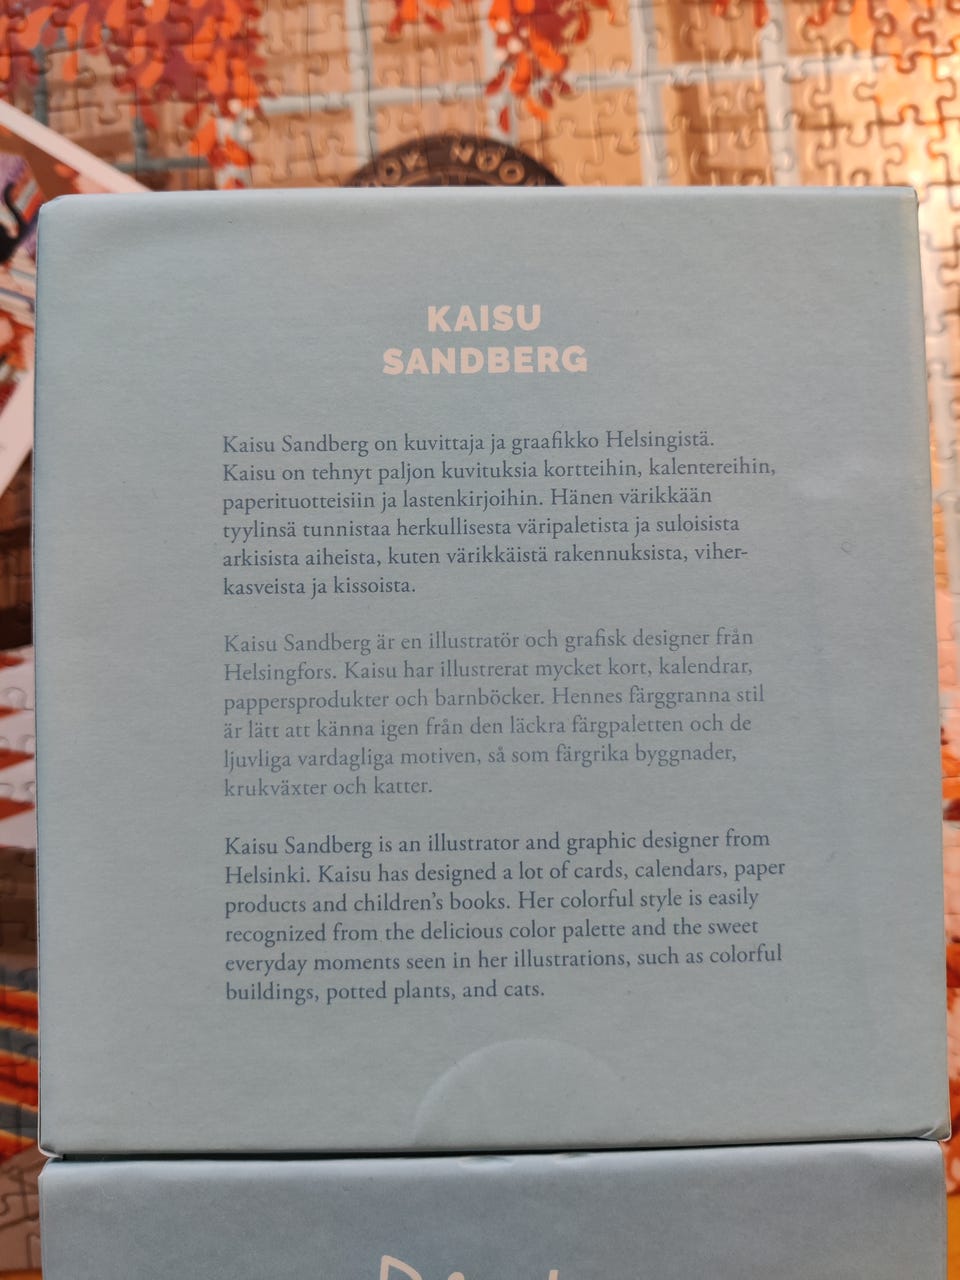 KAISU
SANDBERG
Kaisu Sandberg on kuvittaja ja graafikko Helsingistä.
Kaisu on tehnyt paljon kuvituksia kortteihin, kalentereihin,
paperituotteisiin ja lastenkirjoihin. Hänen värikkään
tyylinsä tunnistaa herkullisesta väripaletista ja suloisista
arkisista aiheista, kuten värikkäistä rakennuksista, viher-
kasveista ja kissoista.
Kaisu Sandberg är en illustratör och grafisk designer från
Helsingfors. Kaisu har illustrerat mycket kort, kalendrar,
pappersprodukter och barnböcker. Hennes färggranna stil
är lätt att känna igen från den läckra färgpaletten och de
ljuvliga vardagliga motiven, så som färgrika byggnader,
krukväxter och katter.
Kaisu Sandberg is an illustrator and graphic designer from
Helsinki. Kaisu has designed a lot of cards, calendars, paper
products and children's books. Her colorful style is easily
recognized from the delicious color palette and the sweet
everyday moments seen in her illustrations, such as colorful
buildings, potted plants, and cats.